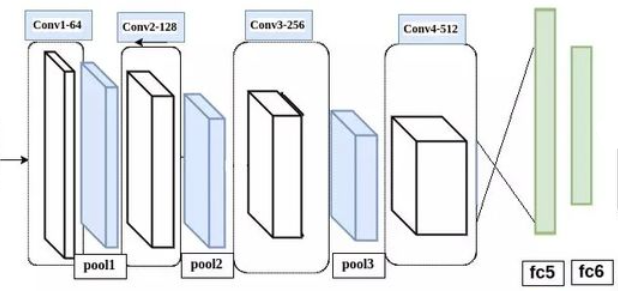 Conv1-64
Conv2-128
Conv3-256
Conv4-512
pool1
pool2
pool3
fc5
fc6